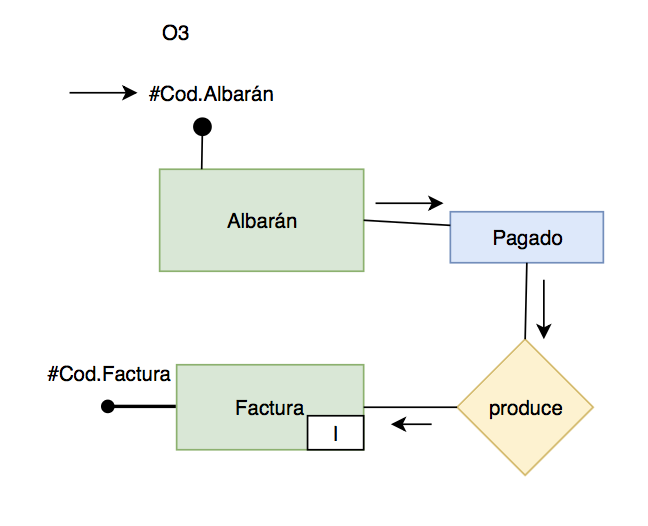 O3
#Cod.Albarán
Albarán
Pagado
#Cod.Factura
Factura
I
produce